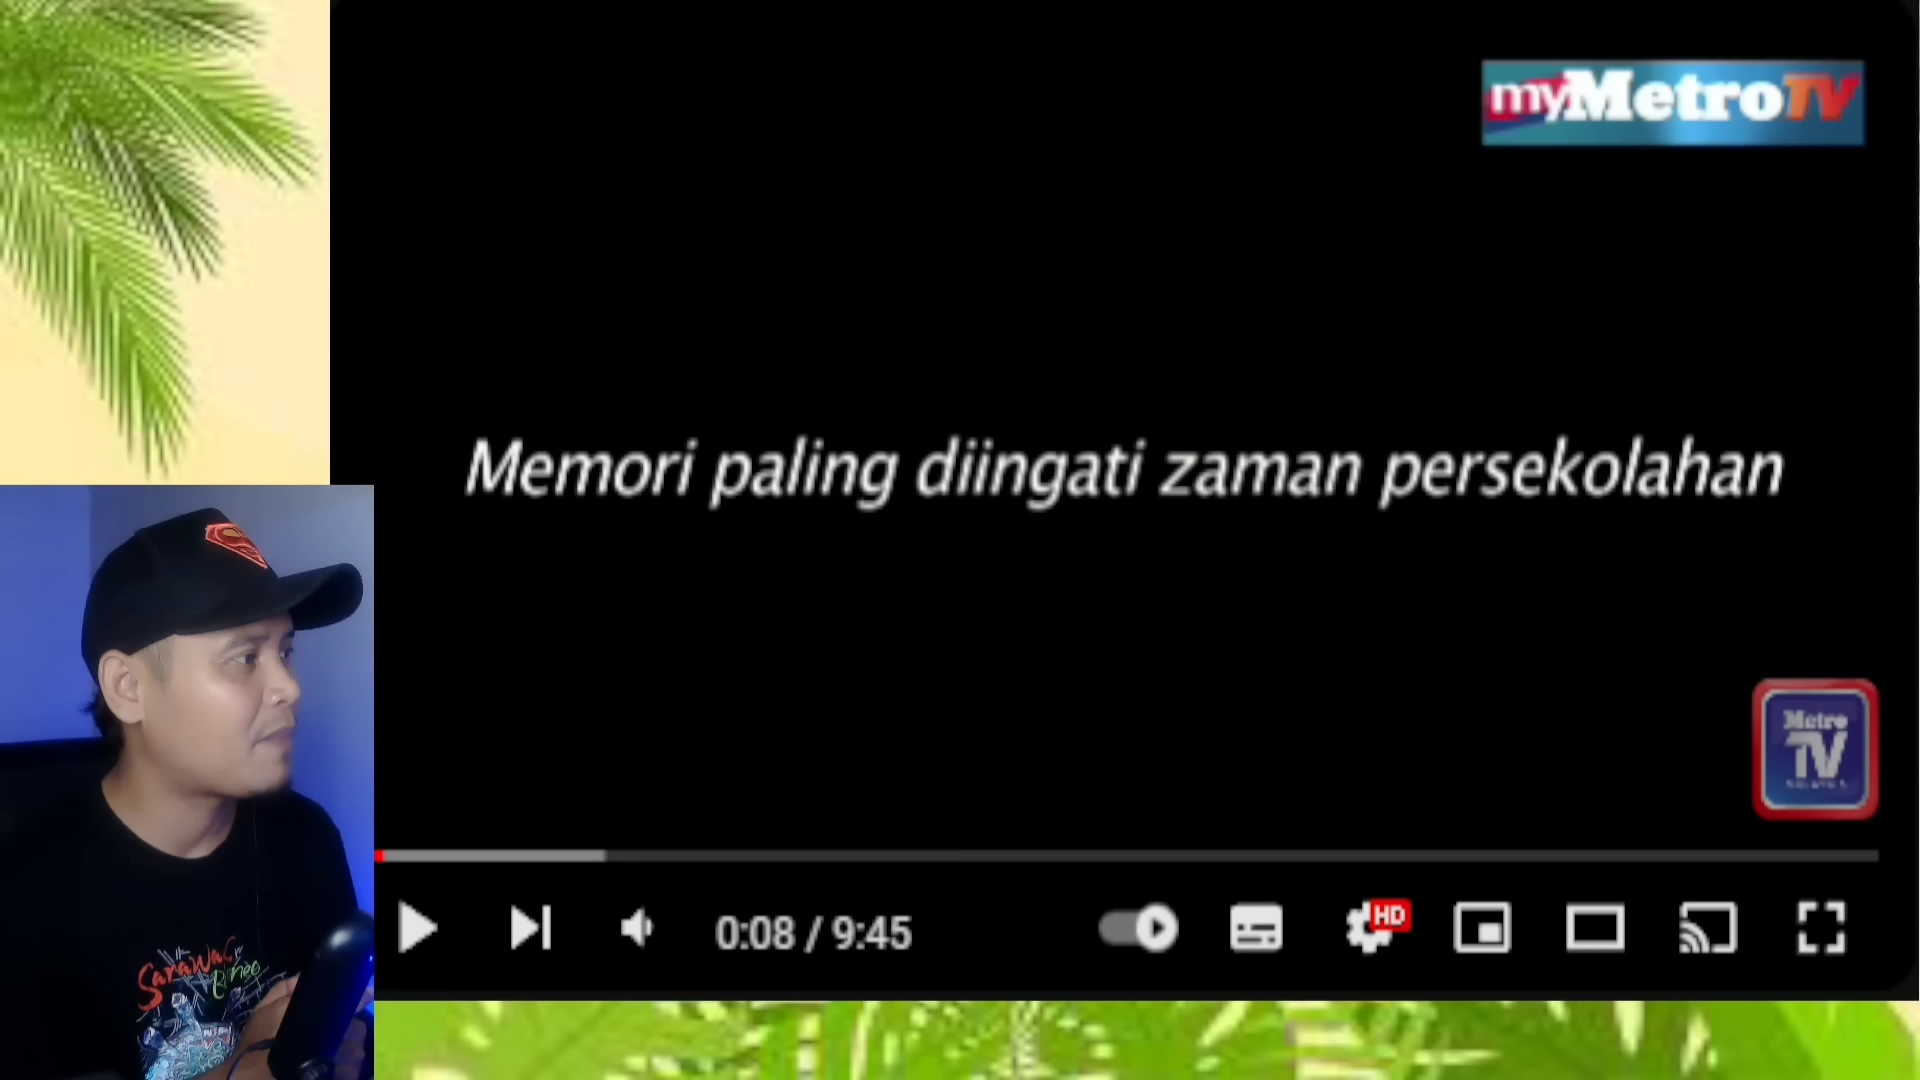 myMetroTV
Memori paling diingati zaman persekolahan
Metro
TV
HD
0:08 / 9:45
Sarawak
Borneo